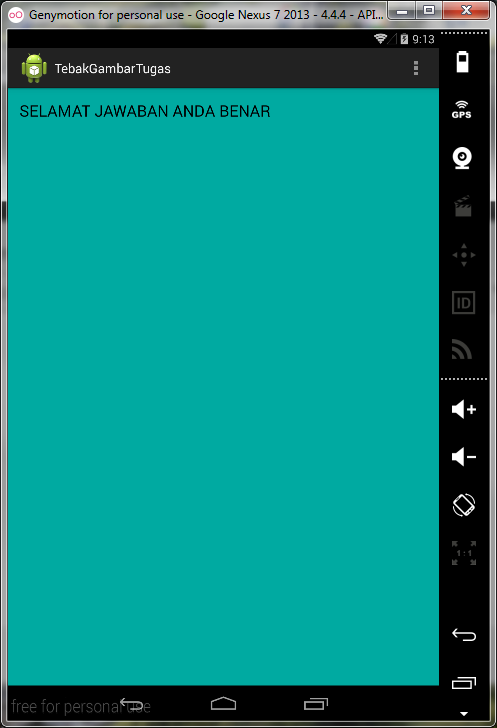 Genymotion for personal use - Google Nexus 7 2013 - 4.4.4 - API...
9:13
TebakGambarTugas
GPS
SELAMAT JAWABAN ANDA BENAR
ID
1:1
free for personal use